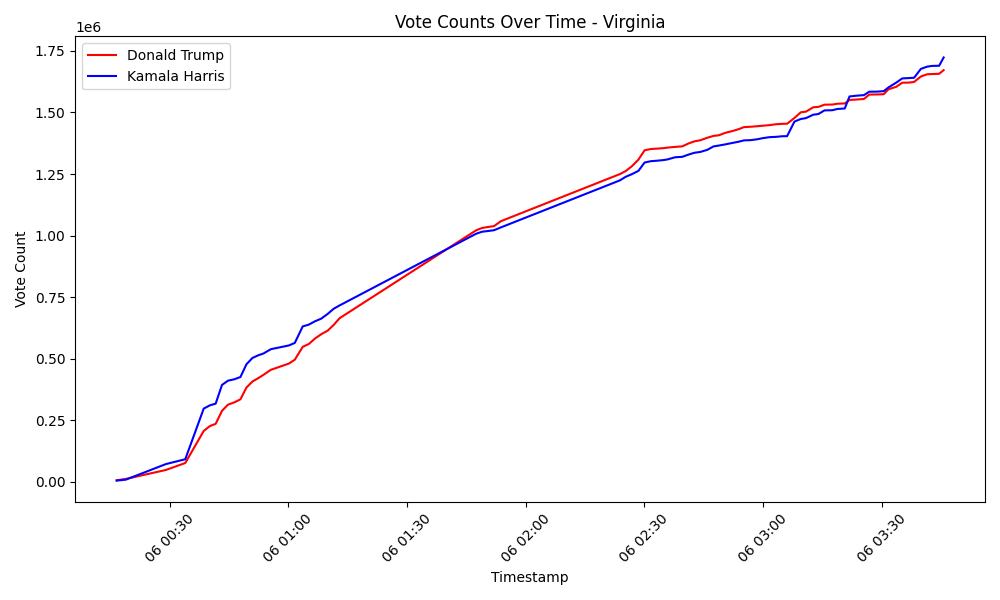 Vote Counts Over Time - Virginia
1e6
Donald Trump
Kamala Harris
1.75
1.50
1.25
1.00
0.75
0.50
0.25
0.00
Vote Count
06 00:30
06 01:00
06 01:30
06 02:00
06 02:30
06 03:00
06 03:30
Timestamp